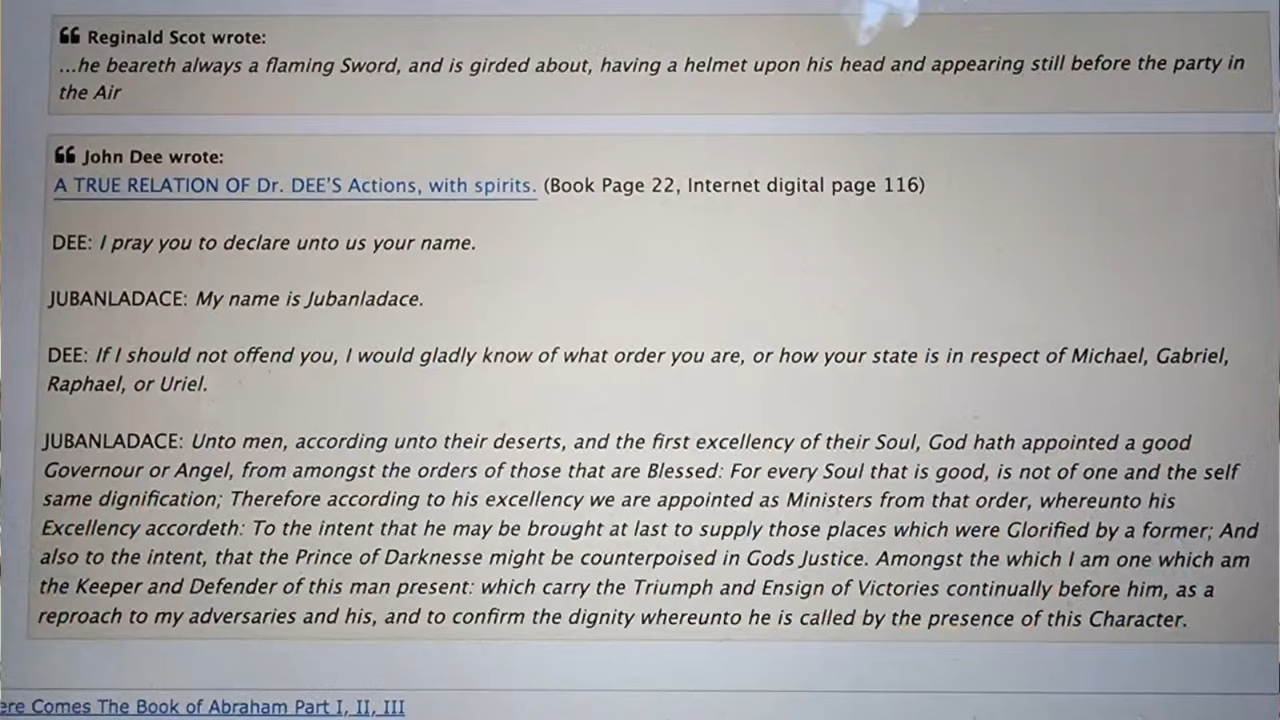 Reginald Scot wrote:
...he beareth always a flaming Sword, and is girded about, having a helmet upon his head and appearing still before the party in
the Air
John Dee wrote:
A TRUE RELATION OF Dr. DEE'S Actions, with spirits. (Book Page 22, Internet digital page 116)
DEE: I pray you to declare unto us your name.
JUBANLADACE: My name is Jubanladace.
DEE: If I should not offend you, I would gladly know of what order you are, or how your state is in respect of Michael, Gabriel,
Raphael, or Uriel.
JUBANLADACE: Unto men, according unto their deserts, and the first excellency of their Soul, God hath appointed a good
Governour or Angel, from amongst the orders of those that are Blessed: For every Soul that is good, is not of one and the self
same dignification; Therefore according to his excellency we are appointed as Ministers from that order, whereunto his
Excellency accordeth: To the intent that he may be brought at last to supply those places which were Glorified by a former; And
also to the intent, that the Prince of Darknesse might be counterpoised in Gods Justice. Amongst the which I am one which am
the Keeper and Defender of this man present: which carry the Triumph and Ensign of Victories continually before him, as a
reproach to my adversaries and his, and to confirm the dignity whereunto he is called by the presence of this Character.
ere Comes The Book of Abraham Part I, II, III